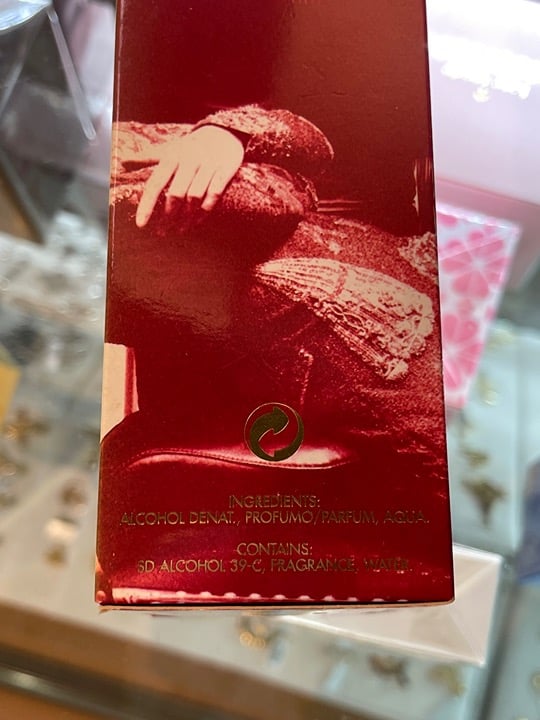 INGREDIENTS:
ALCOHOL DENAT., PROFUMO/PARFUM, AQUA.
CONTAINS:
SD ALCOHOL 39-C, FRAGRANCE, WATER.